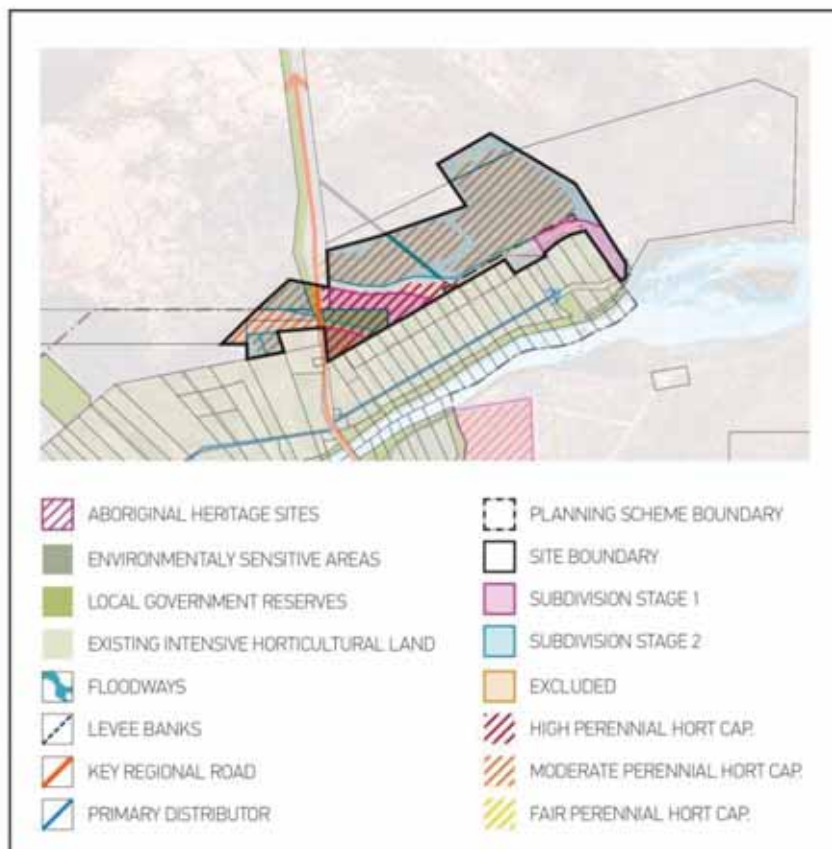 ABORIGINAL HERITAGE SITES
ENVIRONMENTALY SENSITIVE AREAS
LOCAL GOVERNMENT RESERVES
EXISTING INTENSIVE HORTICULTURAL LAND
FLOODWAYS
LEVEE BANKS
KEY REGIONAL ROAD
PRIMARY DISTRIBUTOR
PLANNING SCHEME BOUNDARY
SITE BOUNDARY
SUBDIVISION STAGE 1
SUBDIVISION STAGE 2
EXCLUDED
HIGH PERENNIAL HORT CAP.
MODERATE PERENNIAL HORT CAP.
FAIR PERENNIAL HORT CAP.